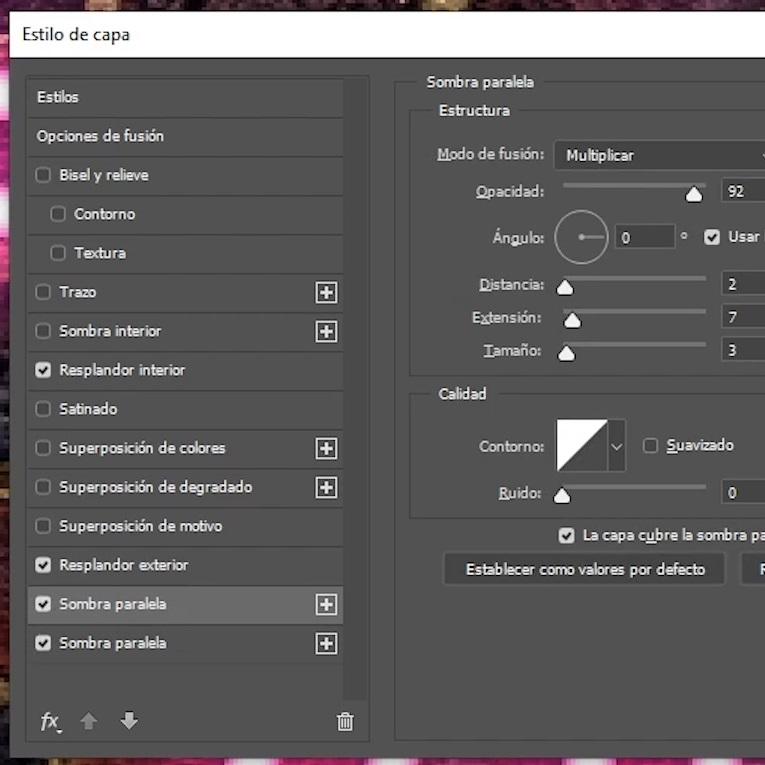 Estilo de capa
Estilos
Opciones de fusión
Bisel y relieve
Contorno
Textura
Trazo
Sombra interior
Resplandor interior
Satinado
Superposición de colores
Superposición de degradado
Superposición de motivo
Resplandor exterior
Sombra paralela
Sombra paralela
fx
Sombra paralela
Estructura
Modo de fusión: Multiplicar
Opacidad: 92
Ángulo: 0 ° Usar
Distancia: 2
Extensión: 7
Tamaño: 3
Calidad
Contorno: Suavizado
Ruido: 0
La capa cubre la sombra pa
Establecer como valores por defecto